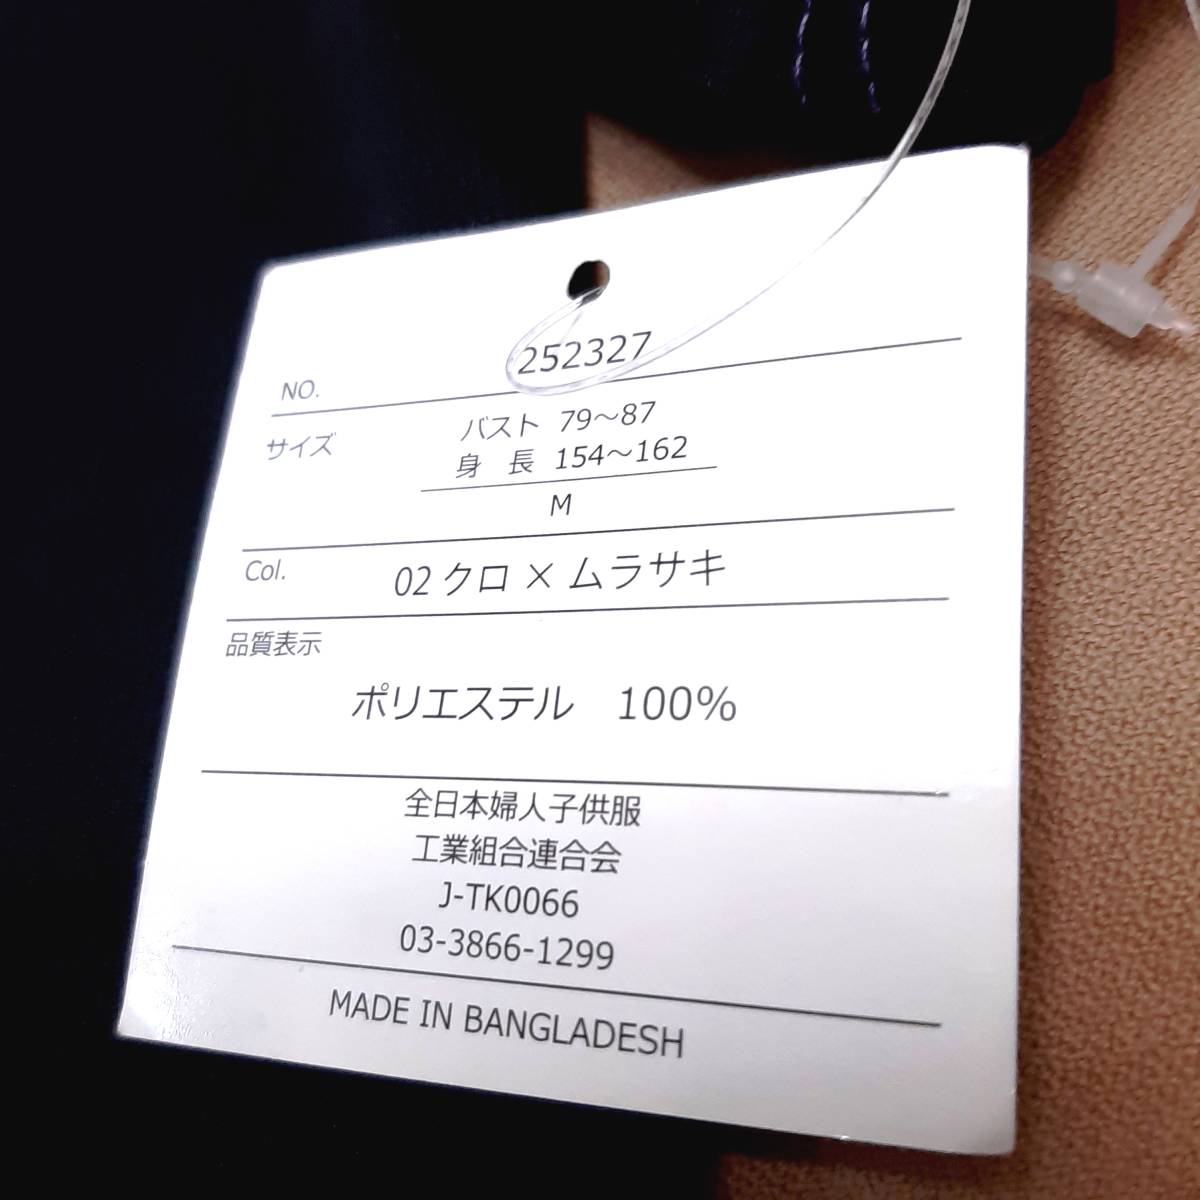 NO. 252327
サイズ バスト 79～87
身 長 154～162
M
Col. 02 クロ × ムラサキ
品質表示
ポリエステル 100%
全日本婦人子供服
工業組合連合会
J-TK0066
03-3866-1299
MADE IN BANGLADESH